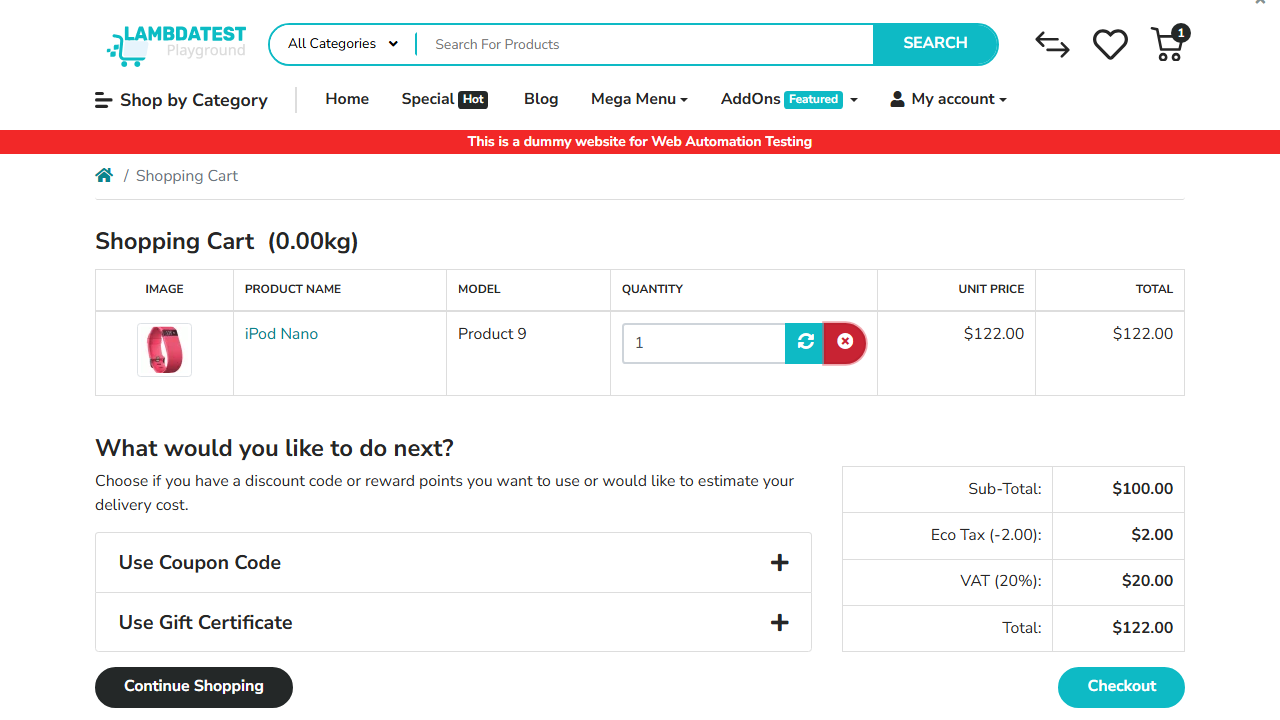 LAMBDATEST
Playground
All Categories
Search For Products
SEARCH
1
Shop by Category
Home
Special Hot
Blog
Mega Menu
AddOns Featured
My account
This is a dummy website for Web Automation Testing
/ Shopping Cart
Shopping Cart (0.00kg)
IMAGE PRODUCT NAME MODEL QUANTITY UNIT PRICE TOTAL
iPod Nano Product 9 1 $122.00 $122.00
What would you like to do next?
Choose if you have a discount code or reward points you want to use or would like to estimate your
delivery cost.
Use Coupon Code
Use Gift Certificate
Sub-Total: $100.00
Eco Tax (-2.00): $2.00
VAT (20%): $20.00
Total: $122.00
Continue Shopping
Checkout